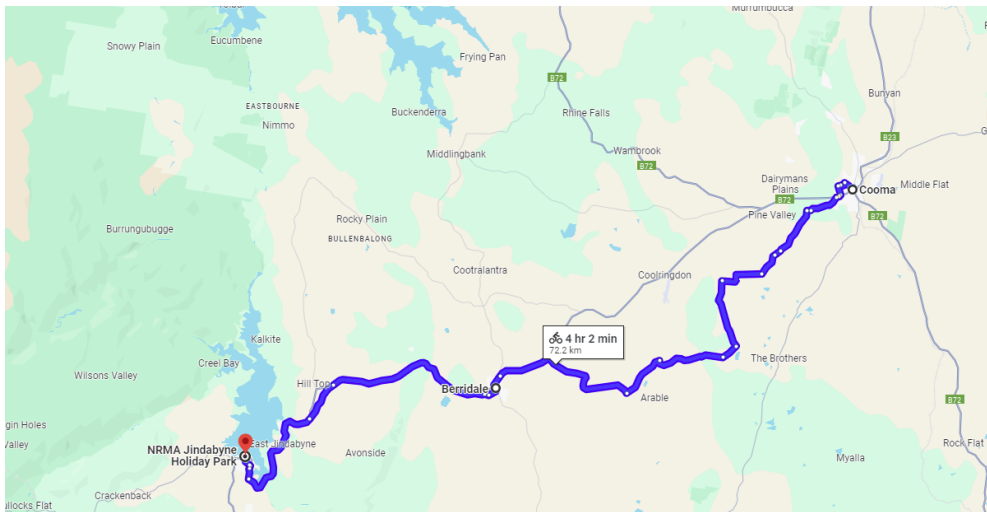 Murrumbucca
Snowy Plain
Eucumbene
Frying Pan
B72
Bunyan
EASTBOURNE
Nimmo
Buckenderra
Rhine Falls
B23
Middlingbank
Wambrook
B72
Dairymans
Plains
B72
Cooma
Middle Flat
Pine Valley
B72
Rocky Plain
Burrungubugge
BULLENBALONG
Cootralantra
Coolringdon
4 hr 2 min
72.2 km
Kalkite
Creel Bay
The Brothers
Wilsons Valley
Hill Top
Berridale
Arable
B72
NRMA Jindabyne
Holiday Park
East Jindabyne
Avonside
Valley
Rock Flat
Myalla
Crackenback